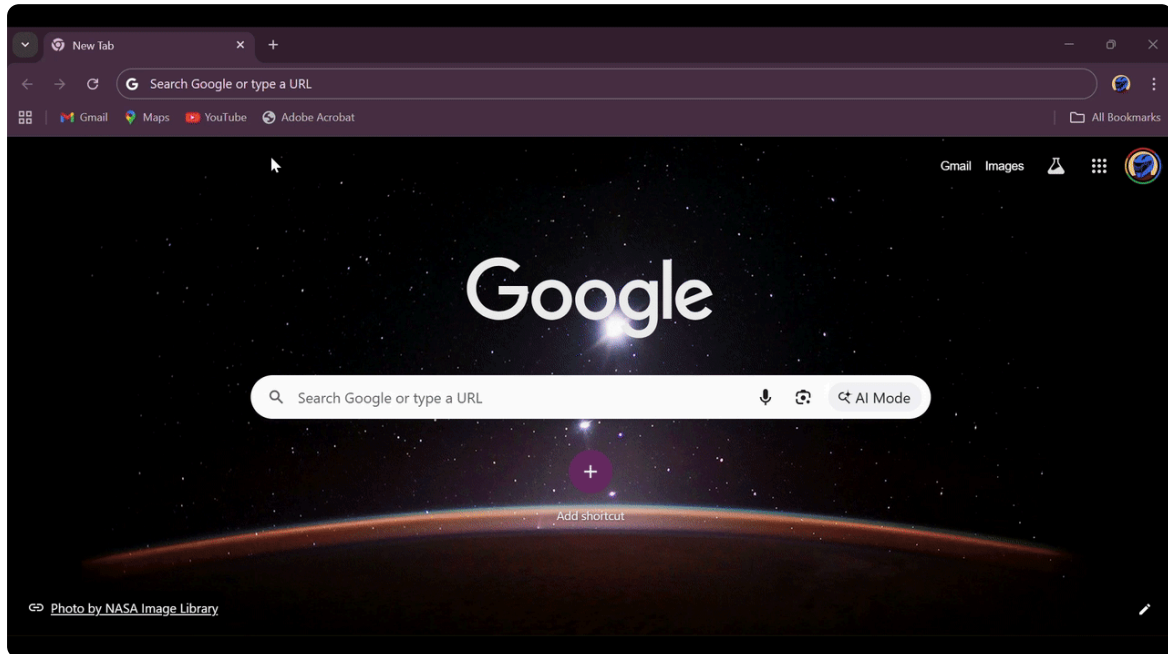 New Tab
Search Google or type a URL
Gmail Maps YouTube Adobe Acrobat All Bookmarks
Gmail Images
Google
Search Google or type a URL AI Mode
Add shortcut
Photo by NASA Image Library